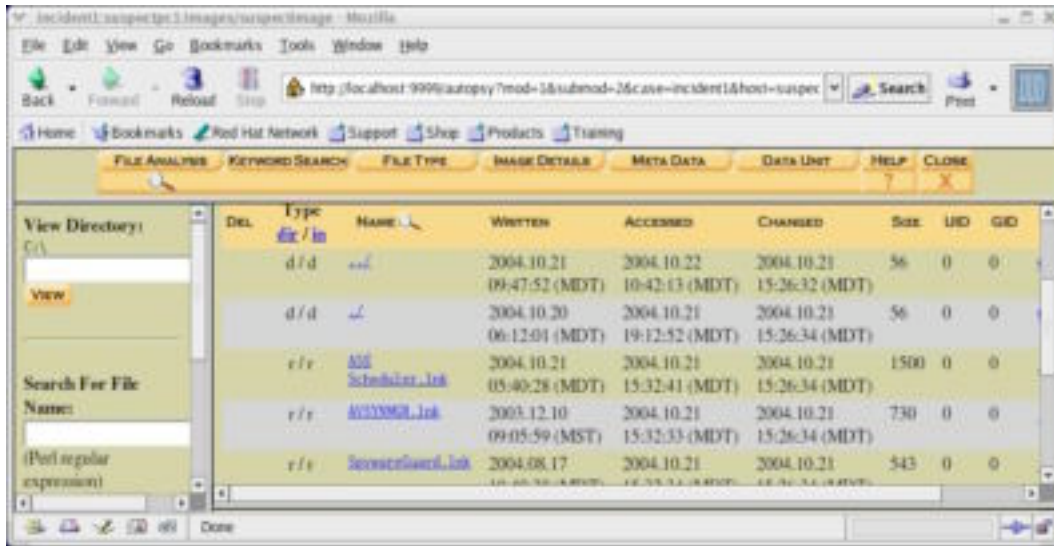 incident1:suspectpc1:images/suspectimage - Mozilla
File Edit View Go Bookmarks Tools Window Help
Back Forward Reload Stop http://localhost:9999/autopsy?mod=1&submod=2&case=incident1&host=suspec Search Print
Home Bookmarks Red Hat Network Support Shop Products Training
FILE ANALYSIS KEYWORD SEARCH FILE TYPE IMAGE DETAILS META DATA DATA UNIT HELP CLOSE
? X
View Directory:
C:\
VIEW
Search For File
Name:
(Perl regular
expression)
DEL Type dir / in NAME WRITTEN ACCESSED CHANGED SIZE UID GID
d / d ../ 2004.10.21 09:47:52 (MDT) 2004.10.22 10:42:13 (MDT) 2004.10.21 15:26:32 (MDT) 56 0 0
d / d ./ 2004.10.20 06:12:01 (MDT) 2004.10.21 19:12:52 (MDT) 2004.10.21 15:26:34 (MDT) 56 0 0
r / r Scheduler.lnk 2004.10.21 05:40:28 (MDT) 2004.10.21 15:32:41 (MDT) 2004.10.21 15:26:34 (MDT) 1500 0 0
r / r AVSYNMGR.lnk 2003.12.10 09:05:59 (MST) 2004.10.21 15:32:33 (MDT) 2004.10.21 15:26:34 (MDT) 730 0 0
r / r SpywareGuard.lnk 2004.08.17 2004.10.21 2004.10.21 543 0 0
Done